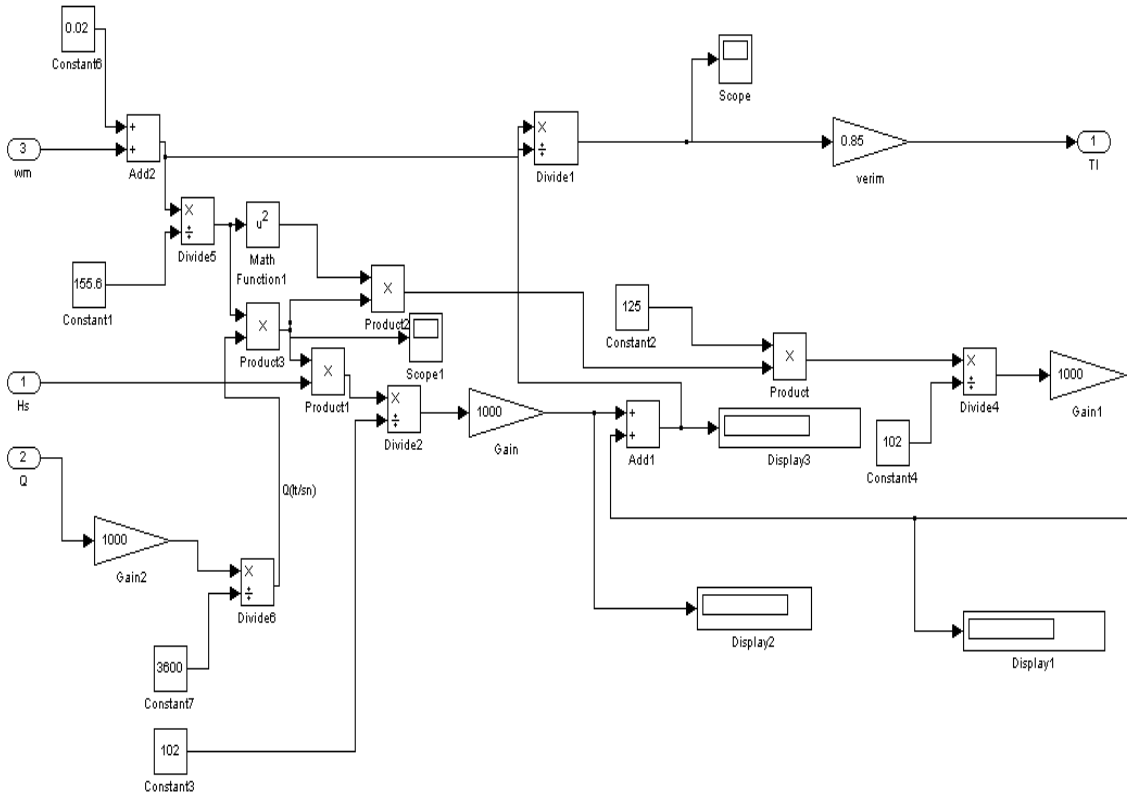 0.02
Constant6
+
+
Add2
3
wm
×
÷
Divide1
Scope
0.85
verim
1
Tl
×
÷
Divide5
u²
Math
Function1
155.6
Constant1
×
Product2
×
Product3
Scope1
125
Constant2
×
Product
×
÷
Divide4
1000
Gain1
1
Hs
×
Product1
×
÷
Divide2
1000
Gain
+
+
Add1
Display3
102
Constant4
2
Q
Q(lt/sn)
1000
Gain2
×
÷
Divide6
Display2
Display1
3600
Constant7
102
Constant3